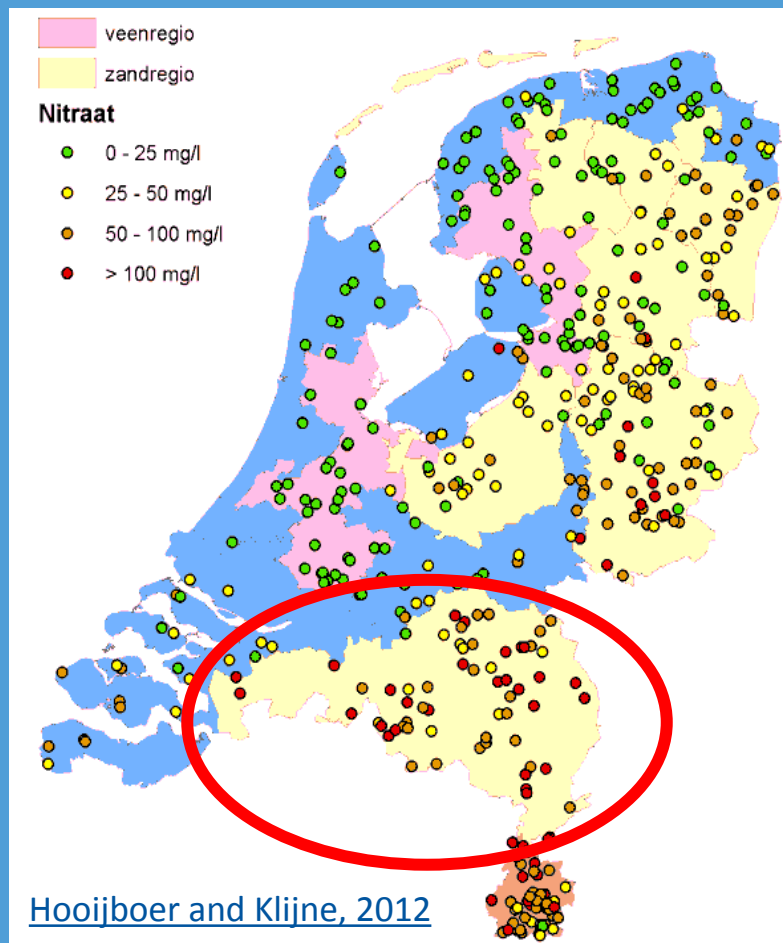 veenregio
zandregio
Nitraat
0 - 25 mg/l
25 - 50 mg/l
50 - 100 mg/l
> 100 mg/l
Hooijboer and Klijne, 2012